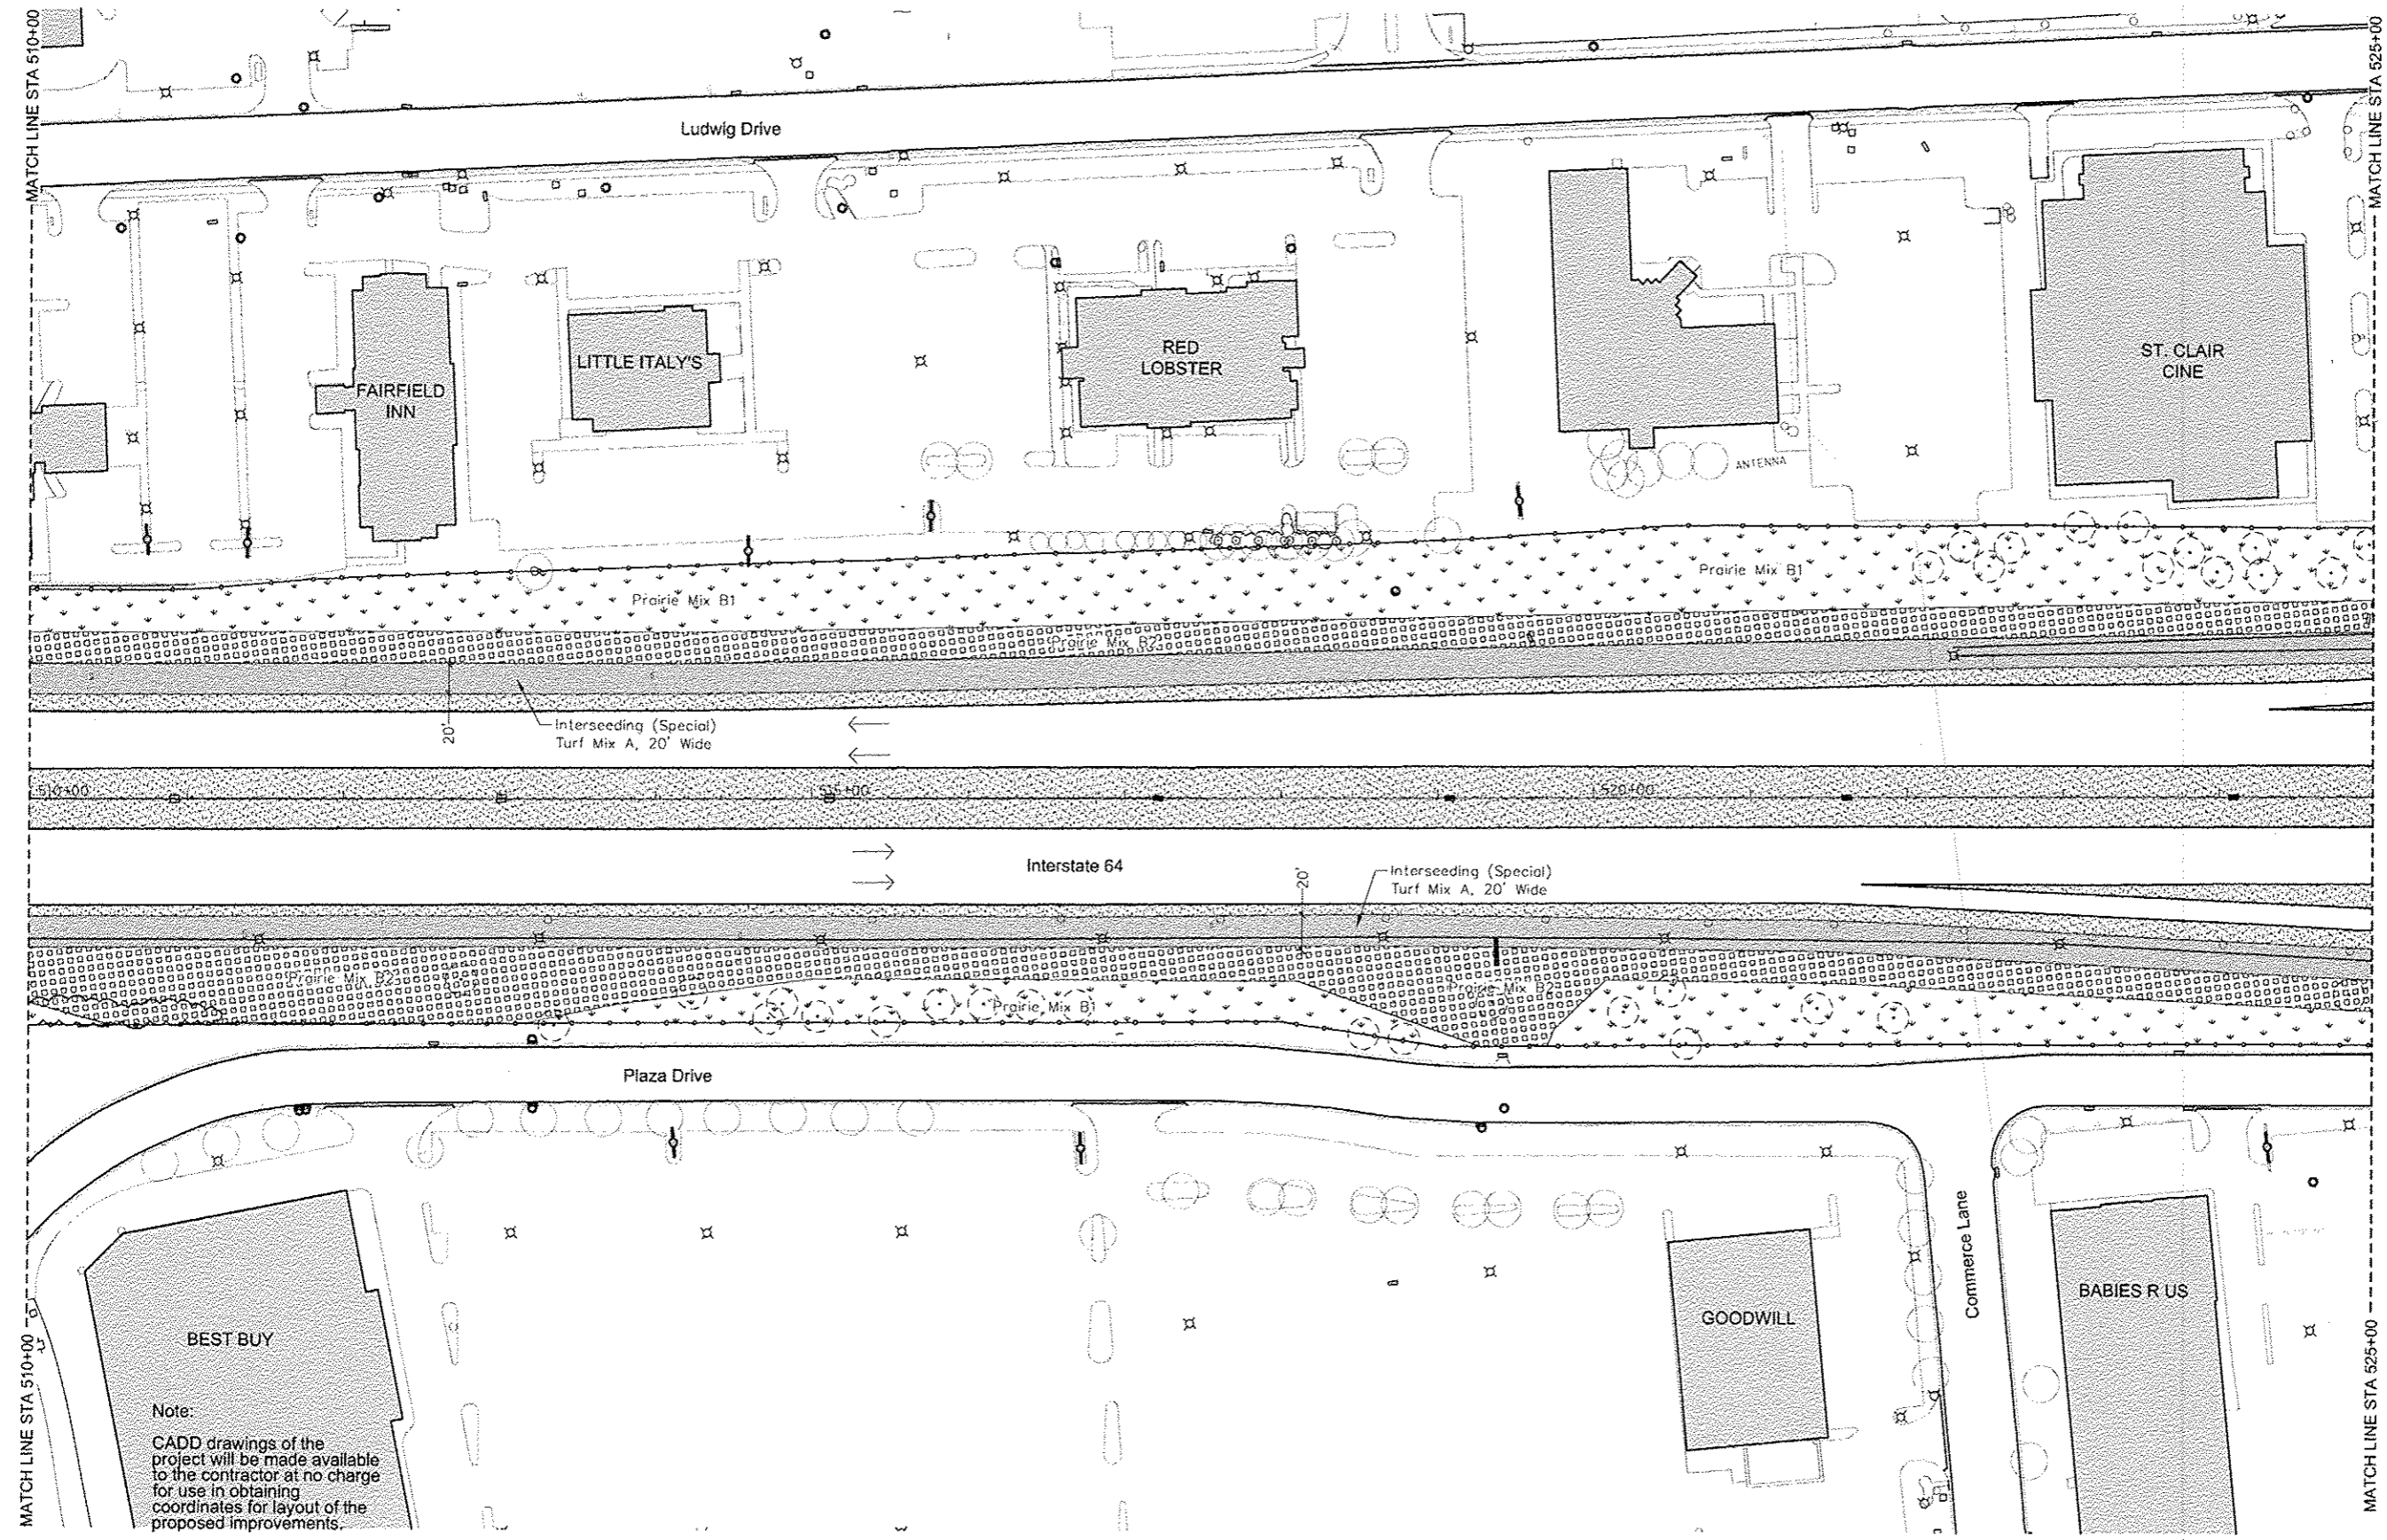 MATCH LINE STA 510+00
MATCH LINE STA 525+00
Ludwig Drive
FAIRFIELD
INN
LITTLE ITALY'S
RED
LOBSTER
ST. CLAIR
CINE
ANTENNA
Prairie Mix B1
Prairie Mix B1
Prairie Mix B2
Interseeding (Special)
Turf Mix A, 20' Wide
20'
510+00
515+00
520+00
Interstate 64
20'
Interseeding (Special)
Turf Mix A, 20' Wide
Prairie Mix B2
Prairie Mix B2
Prairie Mix B1
Plaza Drive
Commerce Lane
BEST BUY
GOODWILL
BABIES R US
Note:
CADD drawings of the
project will be made available
to the contractor at no charge
for use in obtaining
coordinates for layout of the
proposed improvements.
MATCH LINE STA 510+00
MATCH LINE STA 525+00